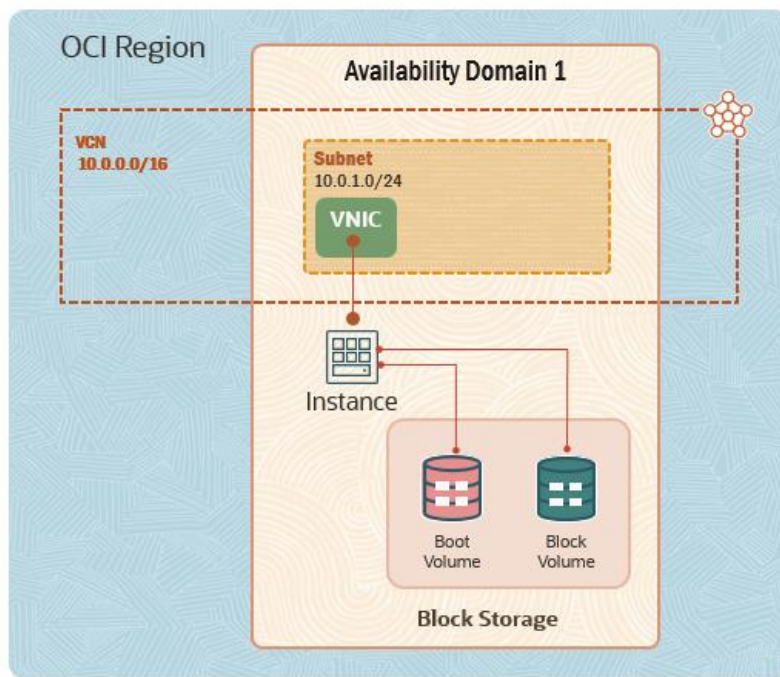 OCI Region
Availability Domain 1
VCN
10.0.0.0/16
Subnet
10.0.1.0/24
VNIC
Instance
Boot
Volume
Block
Volume
Block Storage